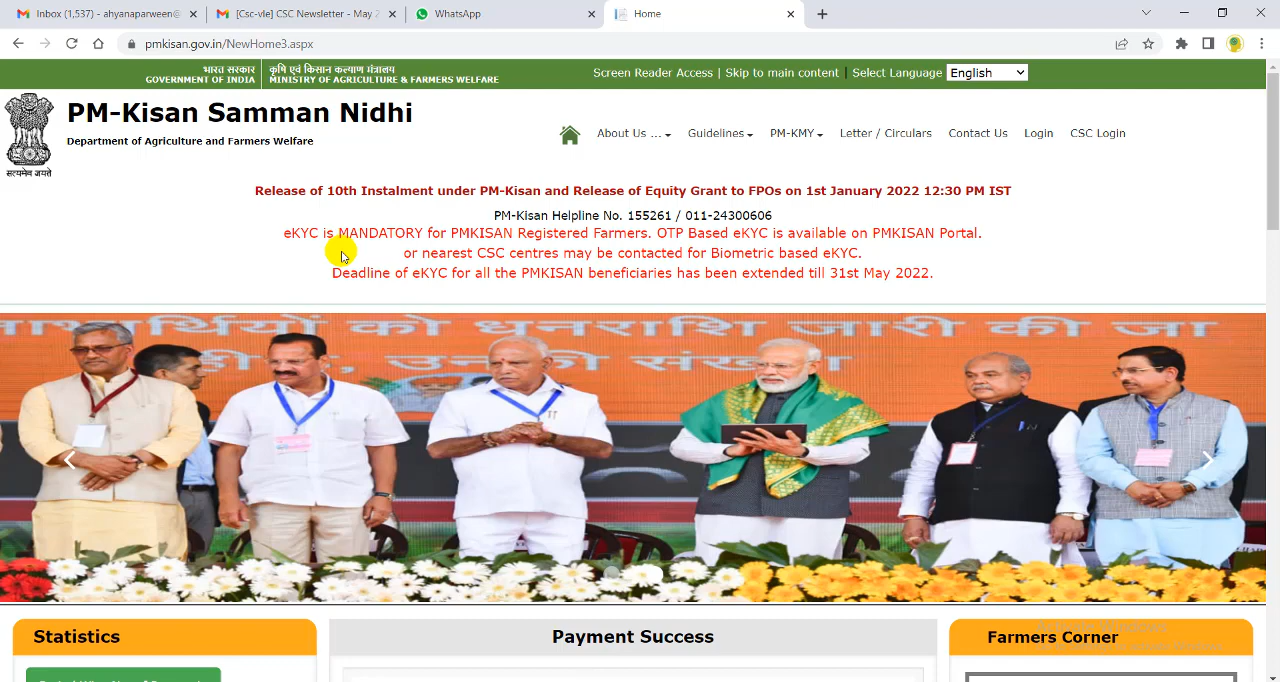 Inbox (1,537) - ahyanaparween@
[Csc-vle] CSC Newsletter - May 2
WhatsApp
Home
pmkisan.gov.in/NewHome3.aspx
भारत सरकार
GOVERNMENT OF INDIA
कृषि एवं किसान कल्याण मंत्रालय
MINISTRY OF AGRICULTURE & FARMERS WELFARE
Screen Reader Access | Skip to main content | Select Language English
PM-Kisan Samman Nidhi
Department of Agriculture and Farmers Welfare
सत्यमेव जयते
About Us ... Guidelines PM-KMY Letter / Circulars Contact Us Login CSC Login
Release of 10th Instalment under PM-Kisan and Release of Equity Grant to FPOs on 1st January 2022 12:30 PM IST
PM-Kisan Helpline No. 155261 / 011-24300606
eKYC is MANDATORY for PMKISAN Registered Farmers. OTP Based eKYC is available on PMKISAN Portal.
or nearest CSC centres may be contacted for Biometric based eKYC.
Deadline of eKYC for all the PMKISAN beneficiaries has been extended till 31st May 2022.
को धनराशि जारी की जा
Statistics
Payment Success
Farmers Corner